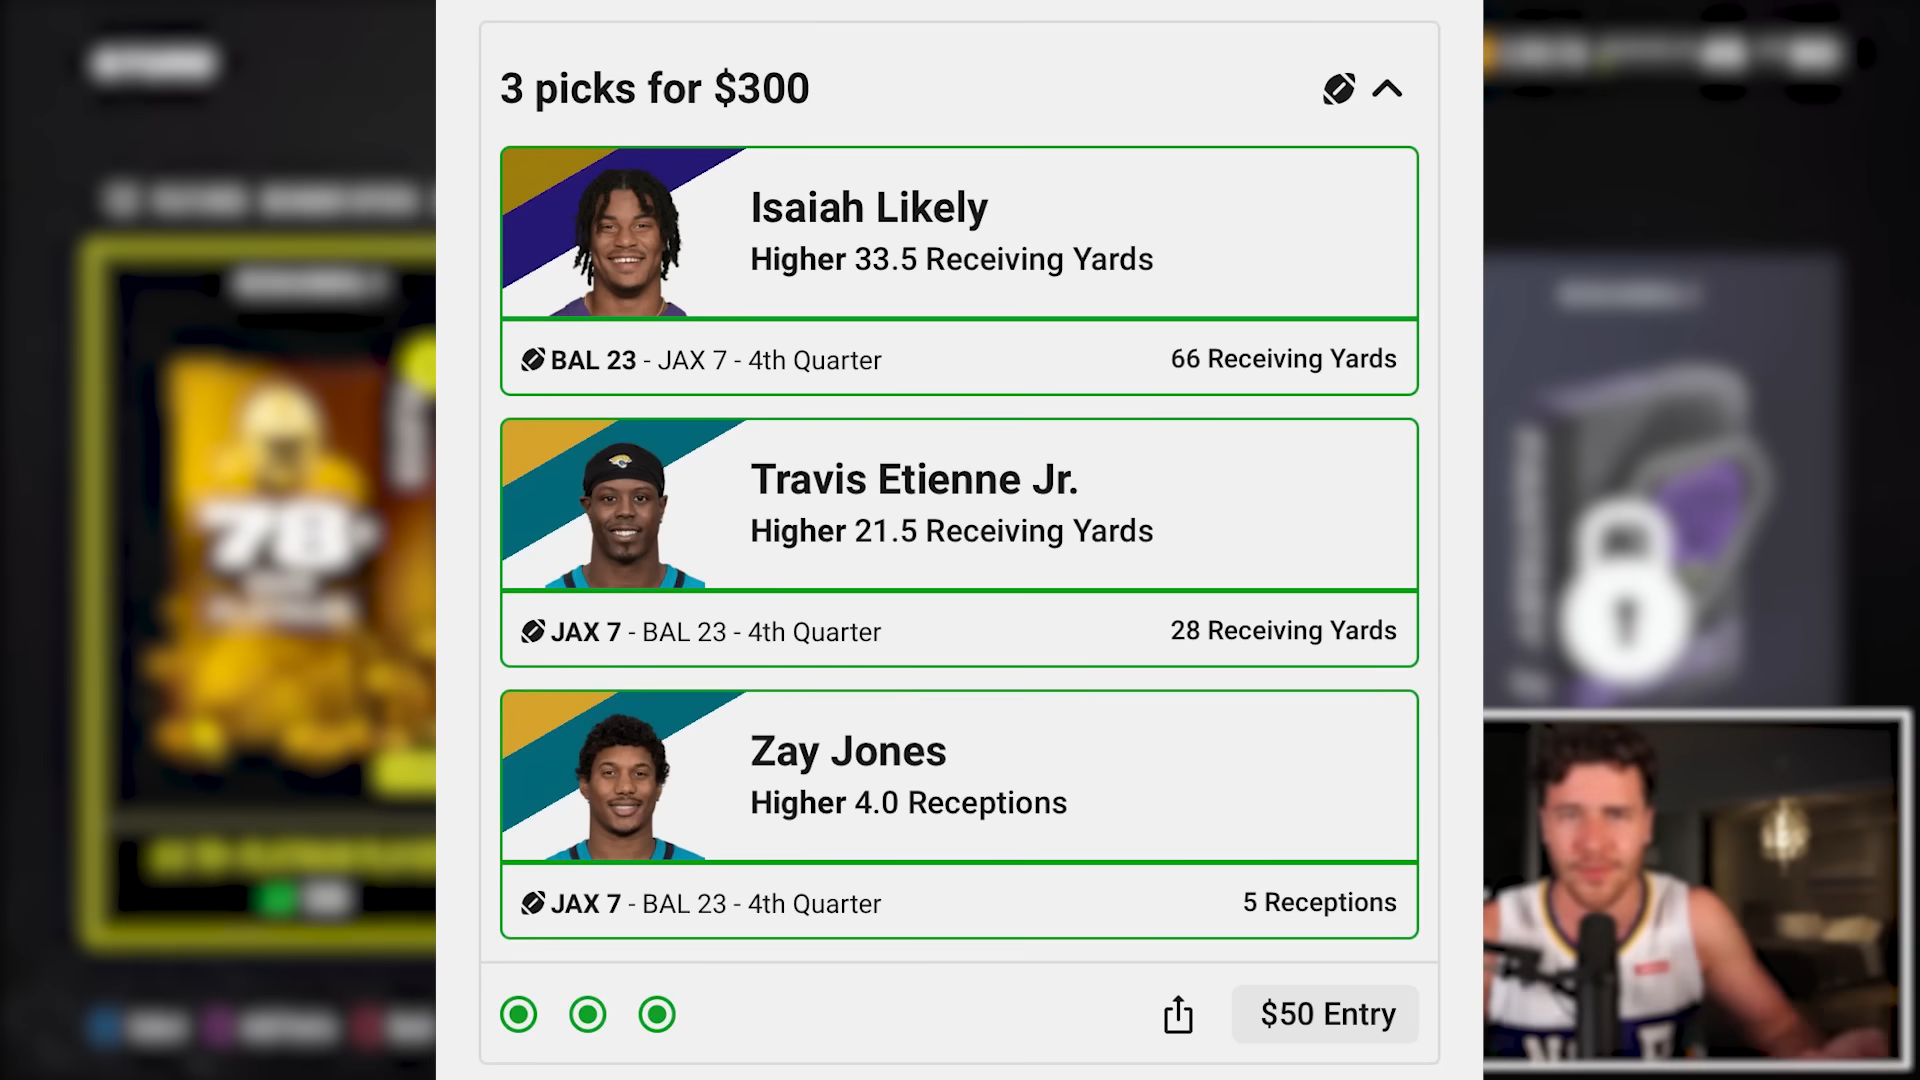 3 picks for $300
Isaiah Likely
Higher 33.5 Receiving Yards
BAL 23 - JAX 7 - 4th Quarter
66 Receiving Yards
Travis Etienne Jr.
Higher 21.5 Receiving Yards
JAX 7 - BAL 23 - 4th Quarter
28 Receiving Yards
Zay Jones
Higher 4.0 Receptions
JAX 7 - BAL 23 - 4th Quarter
5 Receptions
$50 Entry
78+